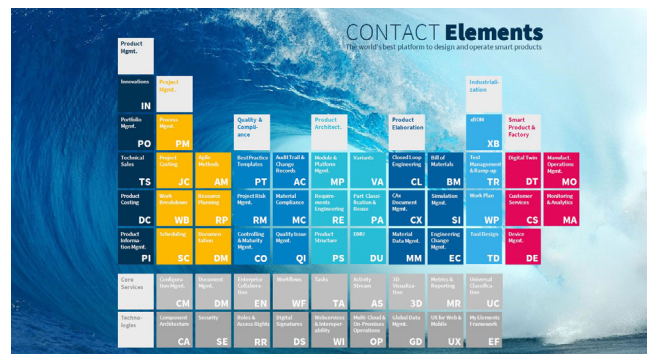 CONTACT Elements
The world's best platform to design and operate smart products
Product
Mgmt.
Innovations
IN
Project
Mgmt.
Industriali-
zation
Portfolio
Mgmt.
PO
Process
Mgmt.
PM
Quality &
Compli-
ance
Product
Architect.
Product
Elaboration
xBOM
XB
Smart
Product &
Factory
Technical
Sales
TS
Project
Costing
JC
Agile
Methods
AM
Best Practice
Templates
PT
Audit Trail &
Change
Records
AC
Module &
Platform
Mgmt.
MP
Variants
VA
Closed Loop
Engineering
CL
Bill of
Materials
BM
Tool
Management
& Ramp-up
TR
Digital Twin
DT
Manufact.
Operations
Mgmt.
MO
Product
Costing
DC
Work
Breakdown
WB
Resource
Planning
RP
Project Risk
Mgmt.
RM
Material
Compliance
MC
Require-
ments
Engineering
RE
Part Classi-
fication &
Reuse
PA
CAx
Document
Mgmt.
CX
Simulation
Mgmt.
SI
Work Plan
WP
Customer
Services
CS
Monitoring
& Analytics
MA
Product
Informa-
tion Mgmt.
PI
Scheduling
SC
Documen-
tation
DM
Controlling
& Maturity
Mgmt.
CO
Quality Issue
Mgmt.
QI
Product
Structure
PS
DMU
DU
Material
Data Mgmt.
MM
Engineering
Change
Mgmt.
EC
Tool Design
TD
Device
Mgmt.
DE
Core
Services
Configura-
tion Mgmt.
CM
Document
Mgmt.
DM
Enterprise
Collabora-
tion
EN
Workflows
WF
Tasks
TA
Activity
Stream
AS
3D
Visualiza-
tion
3D
Metrics &
Reporting
MR
Universal
Classifica-
tion
UC
Techno-
logies
Component
Architecture
CA
Security
SE
Roles &
Access Rights
RR
Digital
Signatures
DS
Webservices
& Interoper-
ability
WI
Multi-Cloud &
On-Premises
Operations
OP
Global Data
Mgmt.
GD
UX for Web &
Mobile
UX
My Elements
Framework
EF